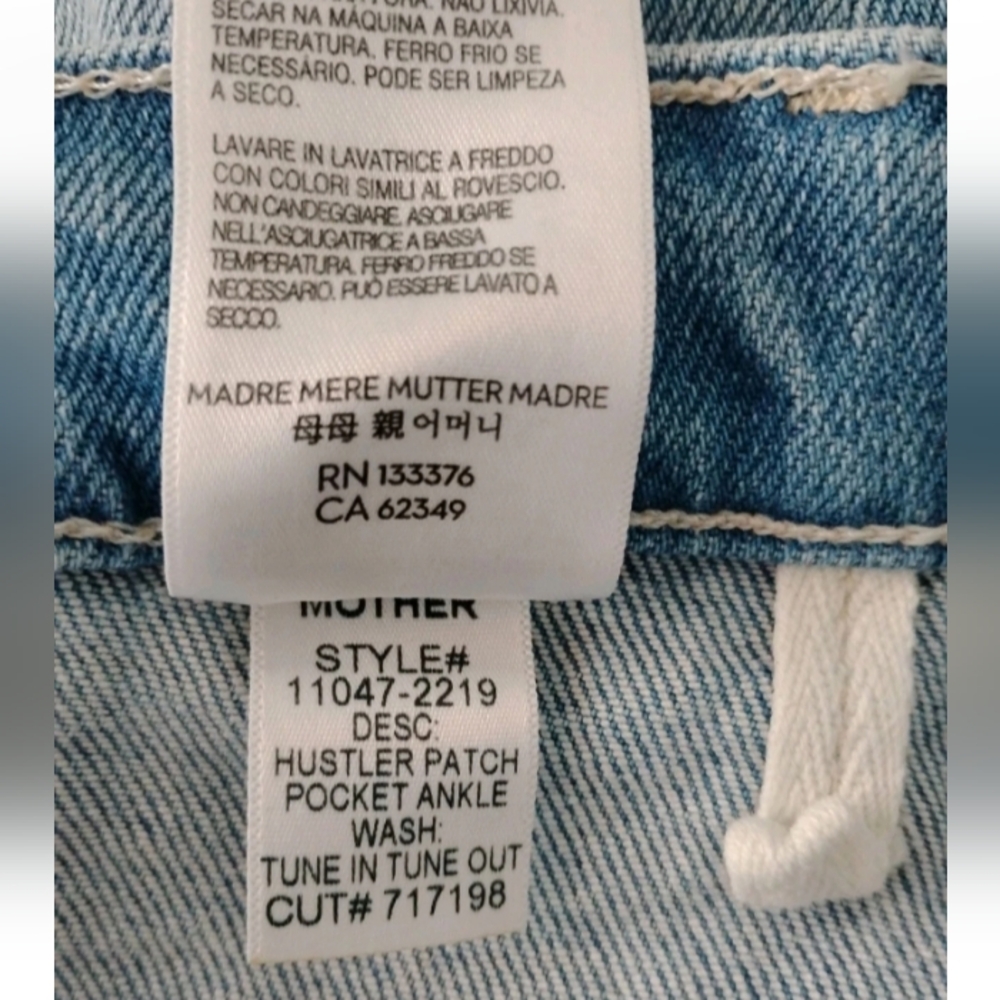 NÃO LIXÍVIA.
SECAR NA MÁQUINA A BAIXA
TEMPERATURA. FERRO FRIO SE
NECESSÁRIO. PODE SER LIMPEZA
A SECO.
LAVARE IN LAVATRICE A FREDDO
CON COLORI SIMILI AL ROVESCIO.
NON CANDEGGIARE. ASCIUGARE
NELL'ASCIUGATRICE A BASSA
TEMPERATURA. FERRO FREDDO SE
NECESSARIO. PUÒ ESSERE LAVATO A
SECCO.
MADRE MERE MUTTER MADRE
母母 親 어머니
RN 133376
CA 62349
MOTHER
STYLE#
11047-2219
DESC:
HUSTLER PATCH
POCKET ANKLE
WASH:
TUNE IN TUNE OUT
CUT# 717198